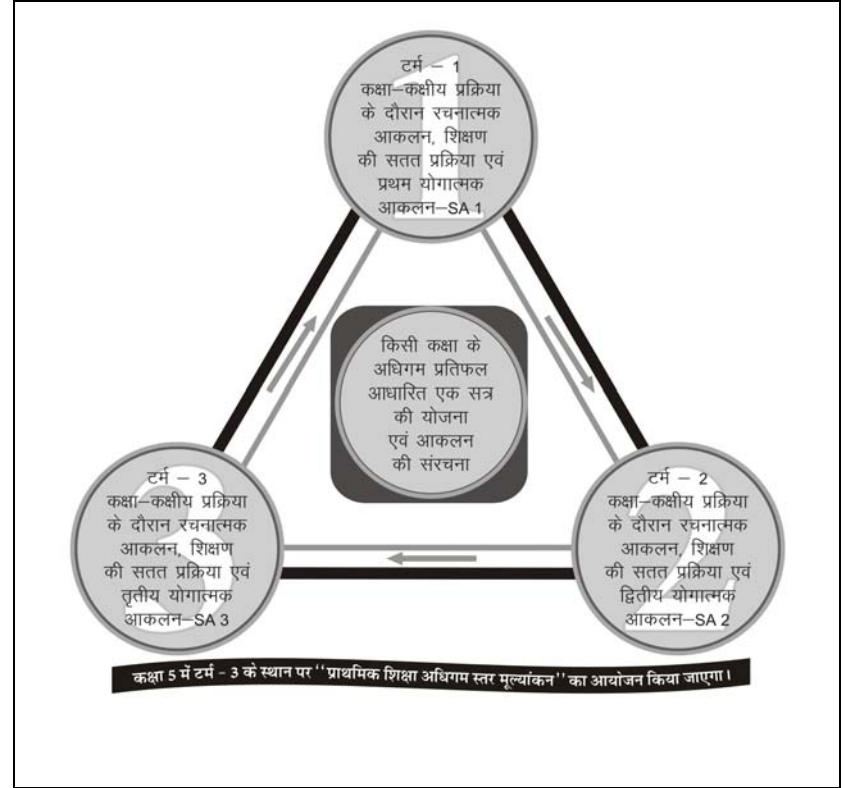 टर्म – 1
कक्षा–कक्षीय प्रक्रिया
के दौरान रचनात्मक
आकलन, शिक्षण
की सतत प्रक्रिया एवं
प्रथम योगात्मक
आकलन–SA 1
1
किसी कक्षा के
अधिगम प्रतिफल
आधारित एक सत्र
की योजना
एवं आकलन
की संरचना
टर्म – 3
कक्षा–कक्षीय प्रक्रिया
के दौरान रचनात्मक
आकलन, शिक्षण
की सतत प्रक्रिया एवं
तृतीय योगात्मक
आकलन–SA 3
3
टर्म – 2
कक्षा–कक्षीय प्रक्रिया
के दौरान रचनात्मक
आकलन, शिक्षण
की सतत प्रक्रिया एवं
द्वितीय योगात्मक
आकलन–SA 2
2
कक्षा 5 में टर्म - 3 के स्थान पर ‘‘प्राथमिक शिक्षा अधिगम स्तर मूल्यांकन’’ का आयोजन किया जाएगा।